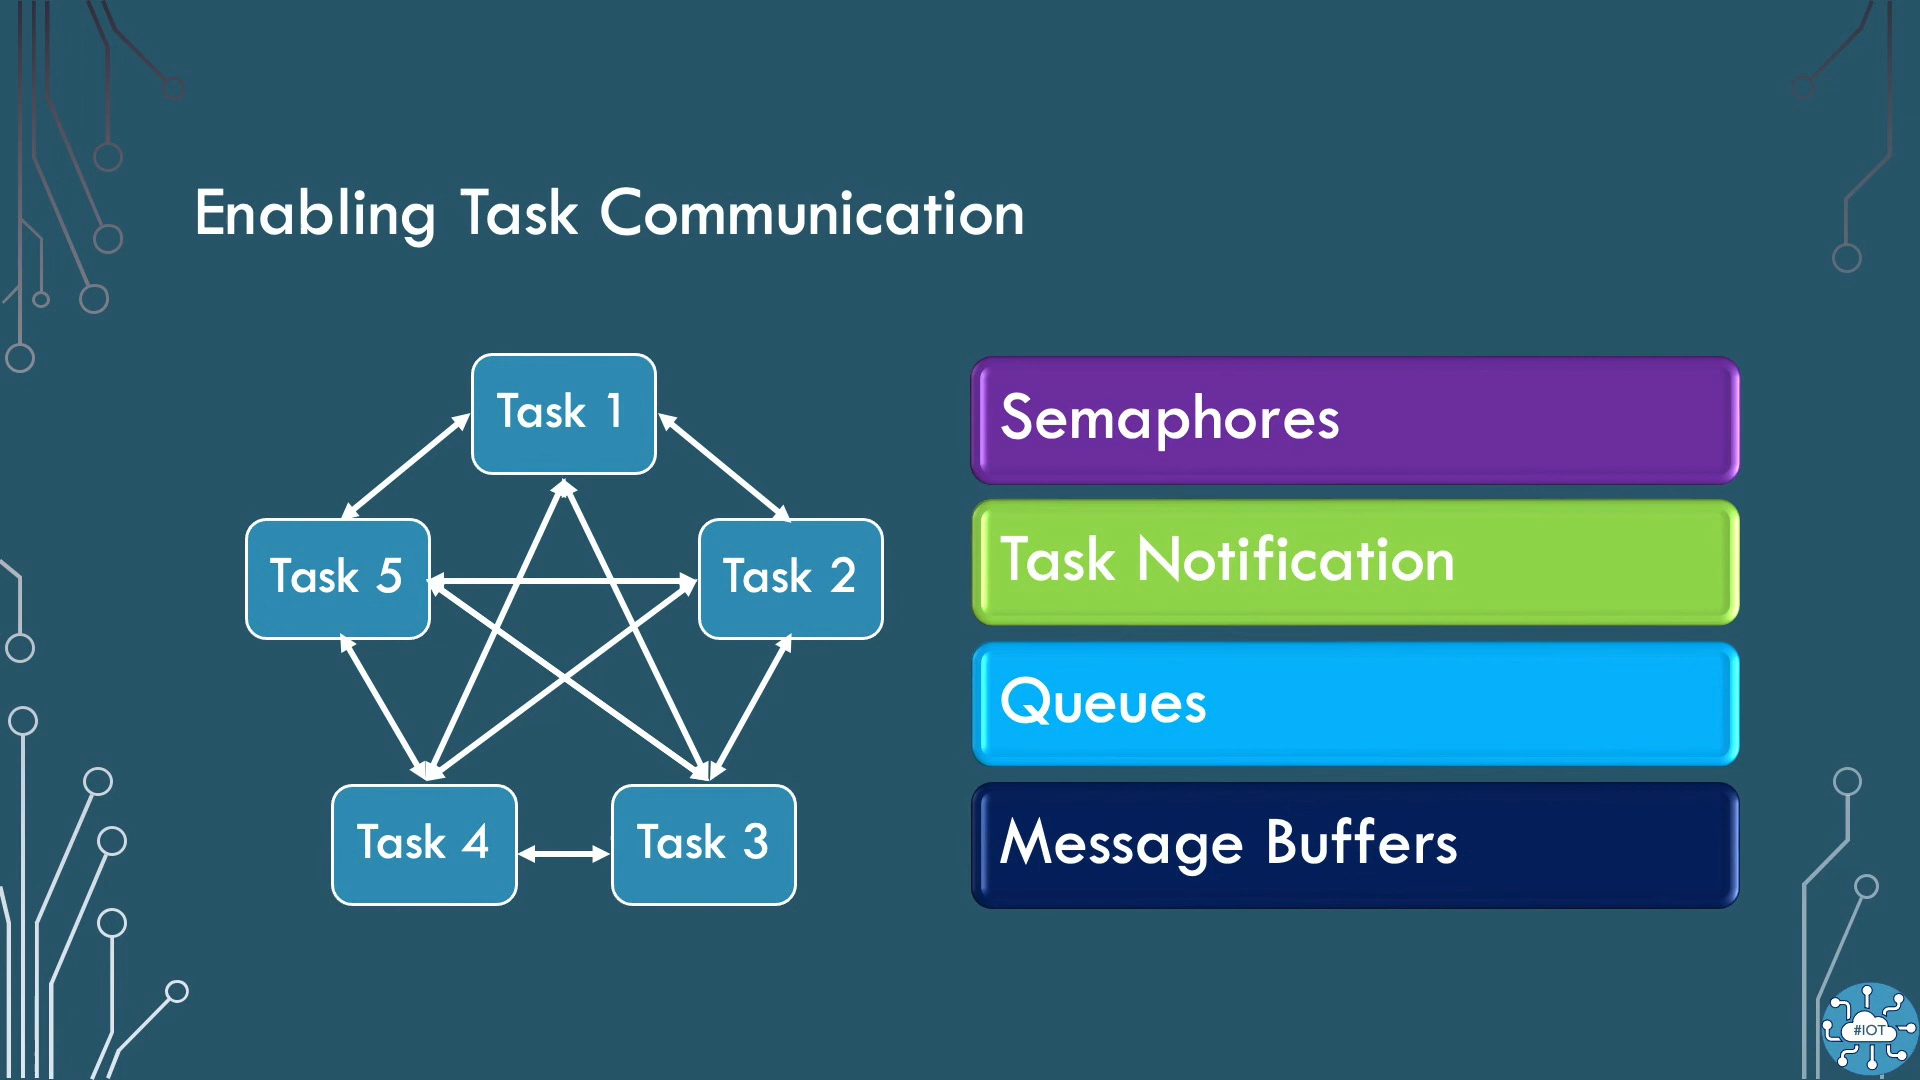 Enabling Task Communication
Task 1
Task 5
Task 2
Task 4
Task 3
Semaphores
Task Notification
Queues
Message Buffers
#IOT